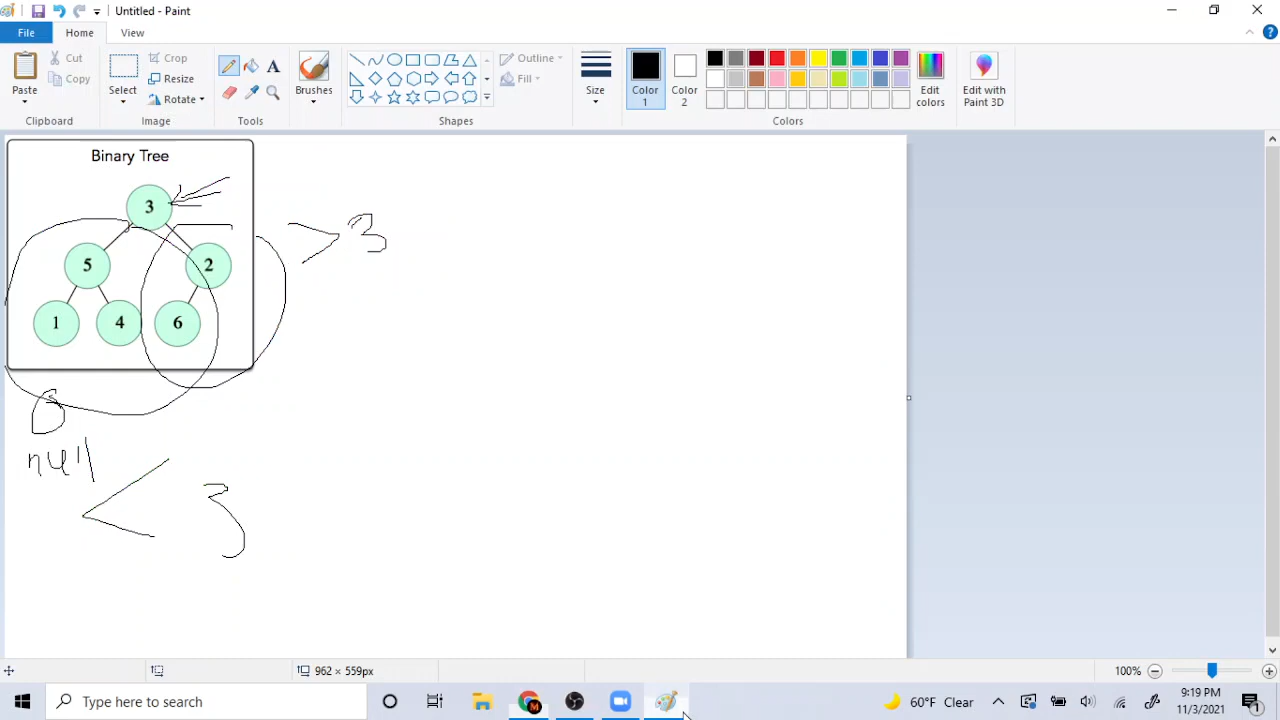 Untitled - Paint
File
Home
View
Paste
Cut
Copy
Clipboard
Select
Crop
Resize
Rotate
Image
Tools
Brushes
Shapes
Outline
Fill
Size
Color 1
Color 2
Colors
Edit colors
Edit with Paint 3D
Binary Tree
3
5
2
1
4
6
> 3
null
< 3
962 × 559px
100%
Type here to search
60°F Clear
9:19 PM
11/3/2021
1